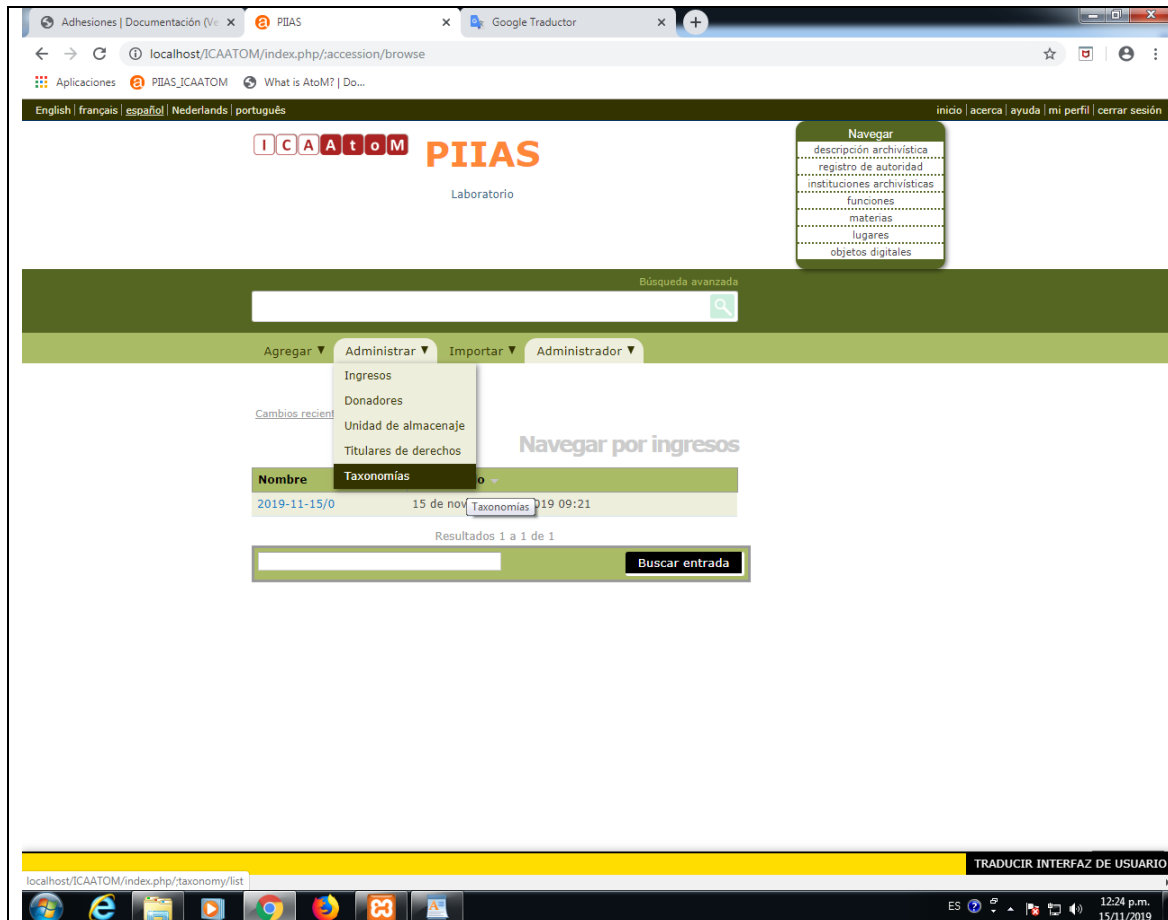 Adhesiones | Documentación (Ve
PIIAS
Google Traductor
localhost/ICAATOM/index.php/;accession/browse
Aplicaciones
PIIAS_ICAATOM
What is AtoM? | Do...
English | français | español | Nederlands | português
inicio | acerca | ayuda | mi perfil | cerrar sesión
ICAAtoM
PIIAS
Laboratorio
Navegar
descripción archivística
registro de autoridad
instituciones archivísticas
funciones
materias
lugares
objetos digitales
Búsqueda avanzada
Agregar ▼ Administrar ▼ Importar ▼ Administrador ▼
Ingresos
Donadores
Unidad de almacenaje
Titulares de derechos
Taxonomías
Cambios recient
Navegar por ingresos
Nombre
o
2019-11-15/0
15 de nov
Taxonomías
019 09:21
Resultados 1 a 1 de 1
Buscar entrada
TRADUCIR INTERFAZ DE USUARIO
localhost/ICAATOM/index.php/;taxonomy/list
ES
12:24 p.m.
15/11/2019